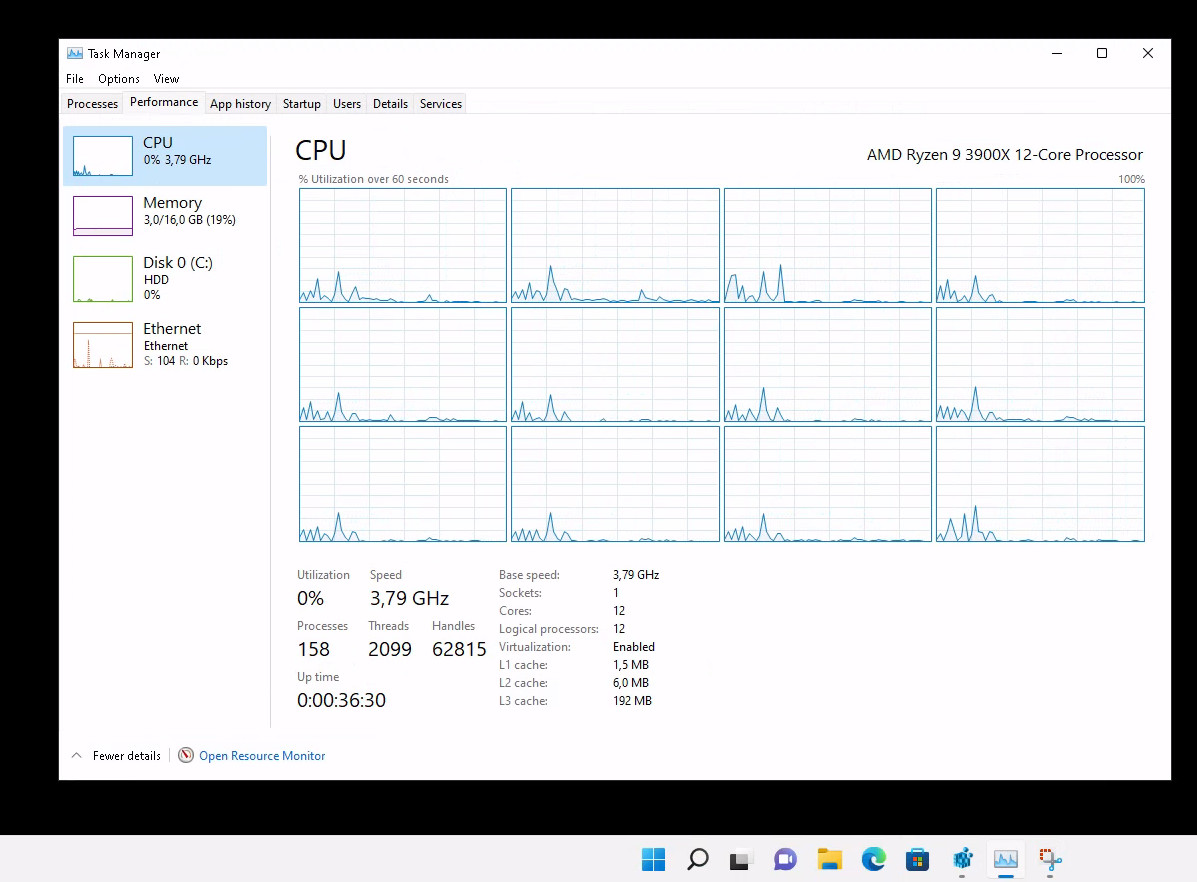 Task Manager
File Options View
Processes Performance App history Startup Users Details Services
CPU
0% 3,79 GHz
Memory
3,0/16,0 GB (19%)
Disk 0 (C:)
HDD
0%
Ethernet
Ethernet
S: 104 R: 0 Kbps
CPU
AMD Ryzen 9 3900X 12-Core Processor
% Utilization over 60 seconds
100%
Utilization Speed
0% 3,79 GHz
Processes Threads Handles
158 2099 62815
Up time
0:00:36:30
Base speed: 3,79 GHz
Sockets: 1
Cores: 12
Logical processors: 12
Virtualization: Enabled
L1 cache: 1,5 MB
L2 cache: 6,0 MB
L3 cache: 192 MB
Fewer details
Open Resource Monitor